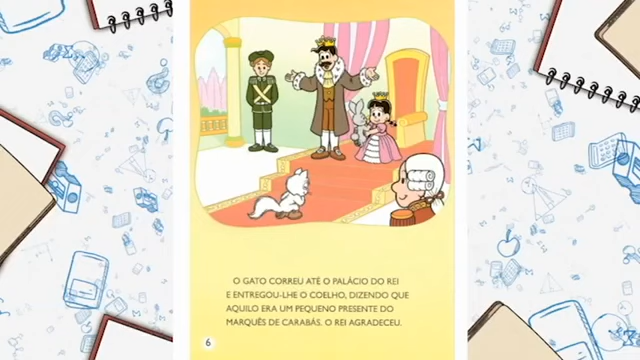 O GATO CORREU ATÉ O PALÁCIO DO REI
E ENTREGOU-LHE O COELHO, DIZENDO QUE
AQUILO ERA UM PEQUENO PRESENTE DO
MARQUÊS DE CARABÁS. O REI AGRADECEU.
6